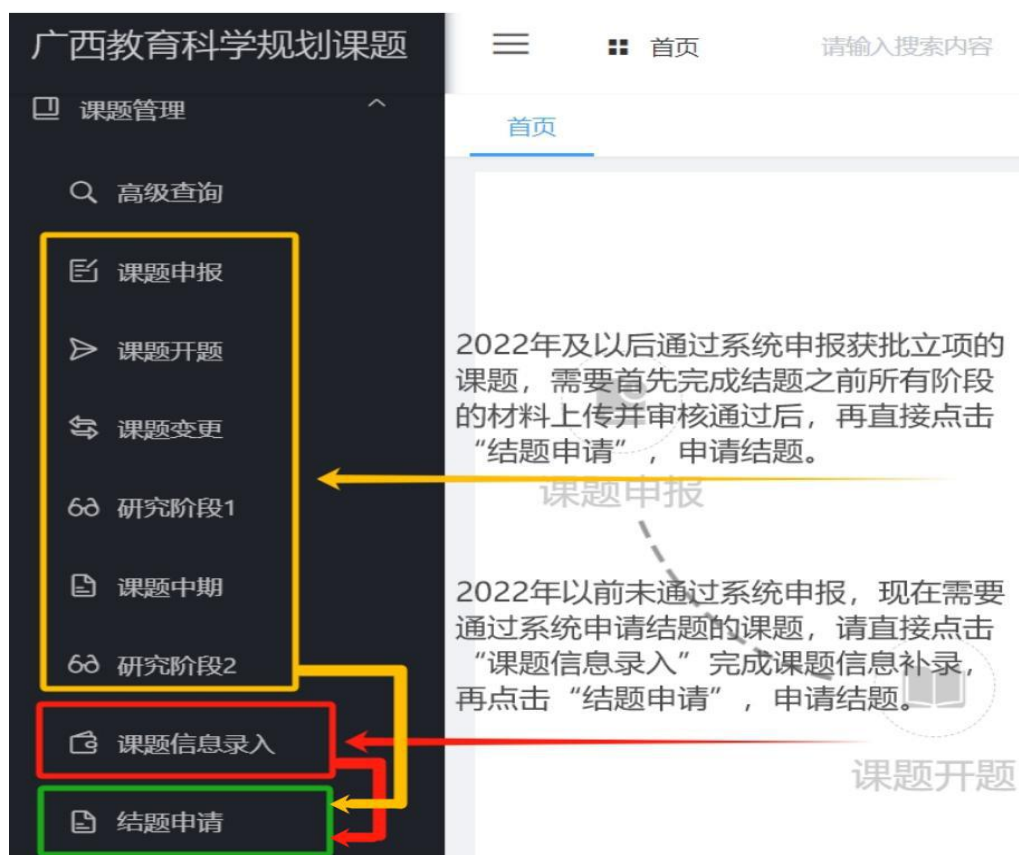 广西教育科学规划课题
首页
请输入搜索内容
课题管理
首页
高级查询
课题申报
课题开题
课题变更
研究阶段1
课题中期
研究阶段2
课题信息录入
结题申请
2022年及以后通过系统申报获批立项的
课题，需要首先完成结题之前所有阶段
的材料上传并审核通过后，再直接点击
“结题申请”，申请结题。
课题申报
2022年以前未通过系统申报，现在需要
通过系统申请结题的课题，请直接点击
“课题信息录入”完成课题信息补录，
再点击“结题申请”，申请结题。
课题开题